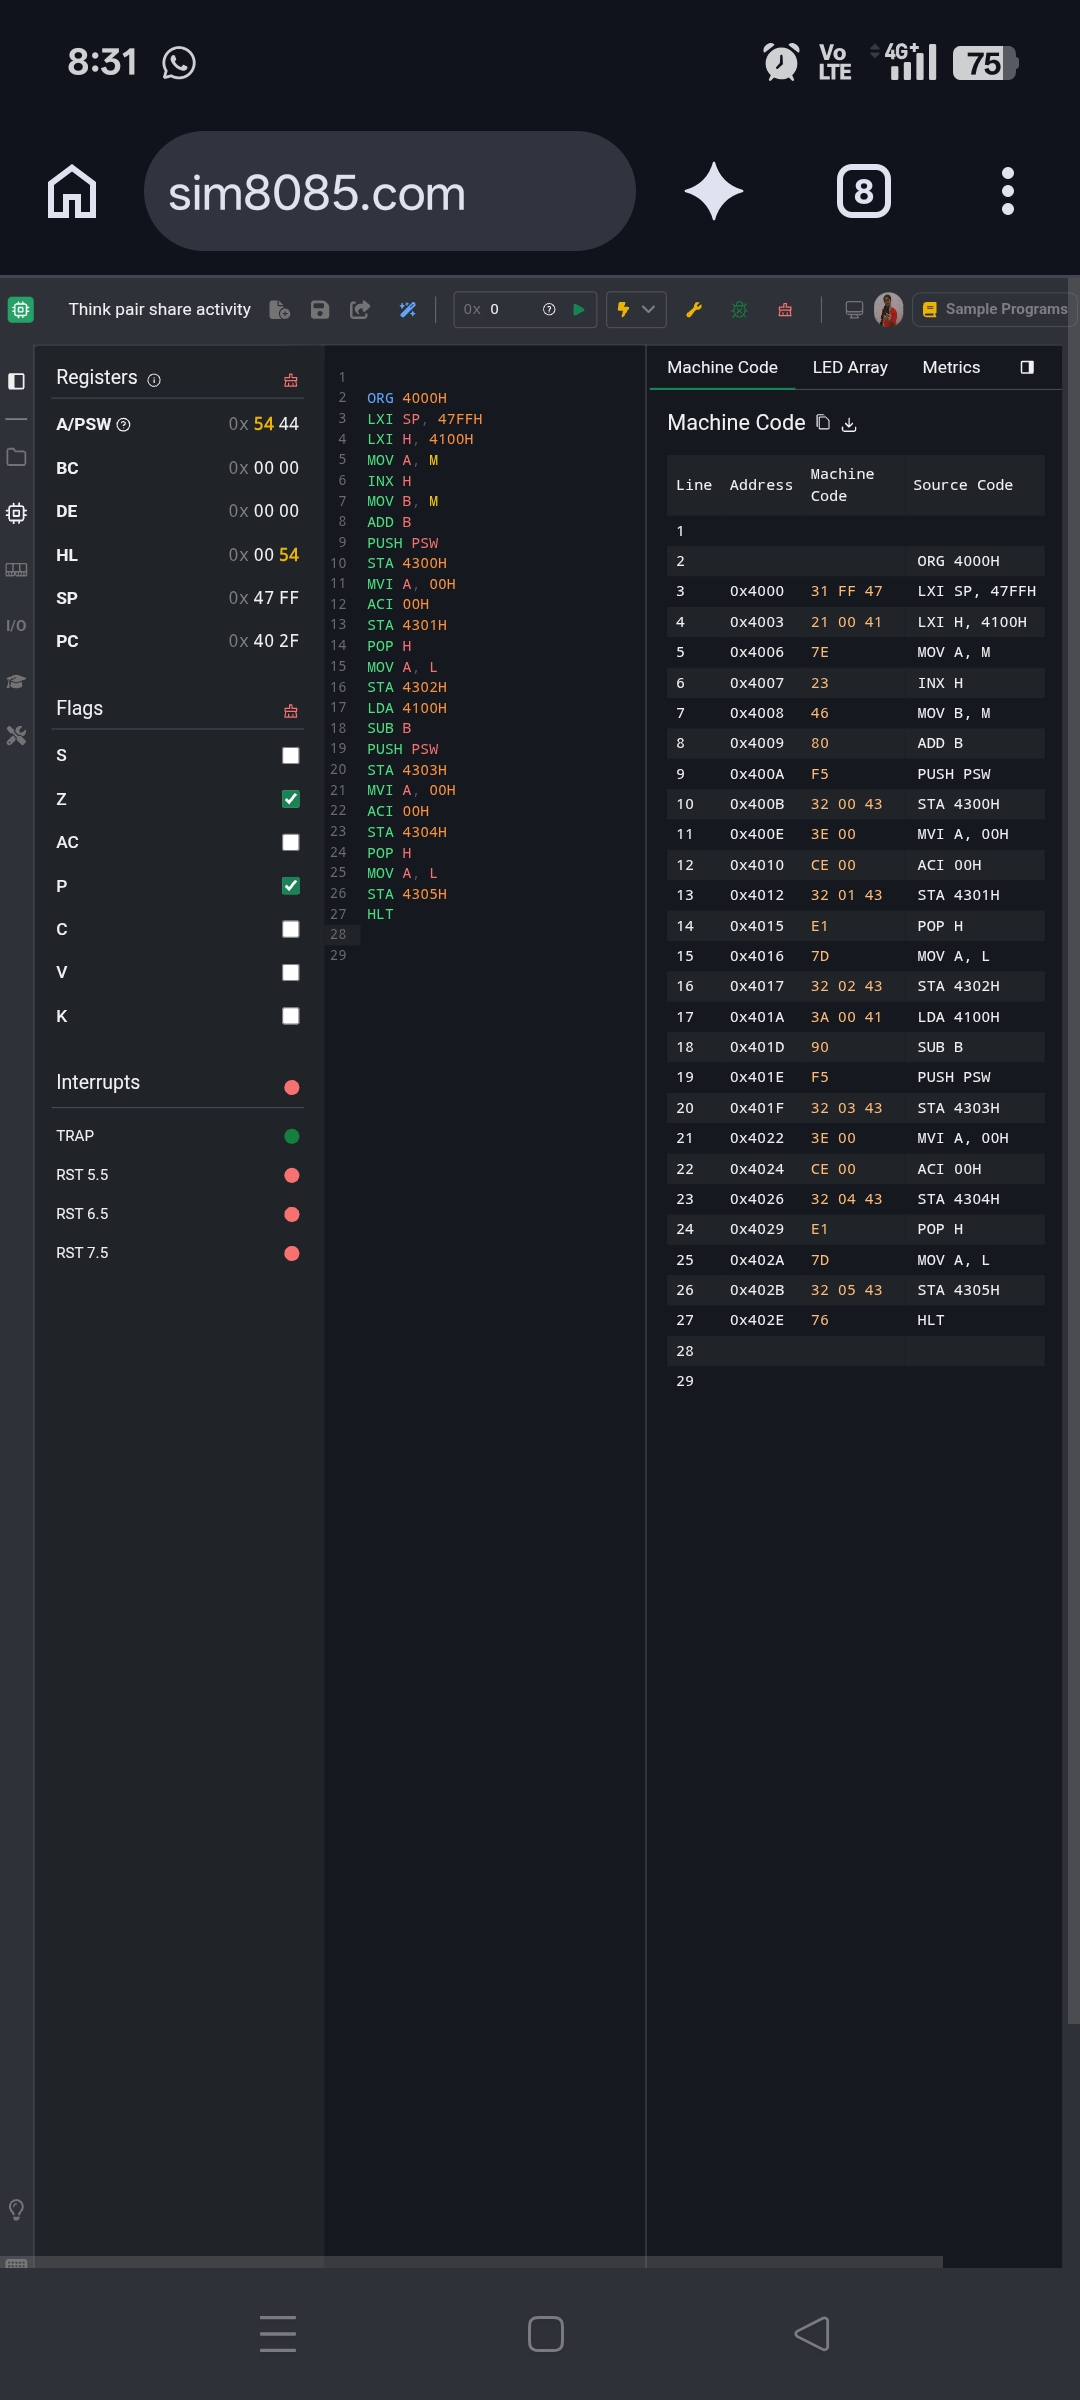 8:31
Vo LTE 4G+ 75
sim8085.com
8
Think pair share activity 0x 0 Sample Programs
Registers
A/PSW 0x 54 44
BC 0x 00 00
DE 0x 00 00
HL 0x 00 54
SP 0x 47 FF
PC 0x 40 2F
Flags
S
Z
AC
P
C
V
K
Interrupts
TRAP
RST 5.5
RST 6.5
RST 7.5
I/O
1
2 ORG 4000H
3 LXI SP, 47FFH
4 LXI H, 4100H
5 MOV A, M
6 INX H
7 MOV B, M
8 ADD B
9 PUSH PSW
10 STA 4300H
11 MVI A, 00H
12 ACI 00H
13 STA 4301H
14 POP H
15 MOV A, L
16 STA 4302H
17 LDA 4100H
18 SUB B
19 PUSH PSW
20 STA 4303H
21 MVI A, 00H
22 ACI 00H
23 STA 4304H
24 POP H
25 MOV A, L
26 STA 4305H
27 HLT
28
29
Machine Code LED Array Metrics
Machine Code
Line Address Machine Code Source Code
1
2 ORG 4000H
3 0x4000 31 FF 47 LXI SP, 47FFH
4 0x4003 21 00 41 LXI H, 4100H
5 0x4006 7E MOV A, M
6 0x4007 23 INX H
7 0x4008 46 MOV B, M
8 0x4009 80 ADD B
9 0x400A F5 PUSH PSW
10 0x400B 32 00 43 STA 4300H
11 0x400E 3E 00 MVI A, 00H
12 0x4010 CE 00 ACI 00H
13 0x4012 32 01 43 STA 4301H
14 0x4015 E1 POP H
15 0x4016 7D MOV A, L
16 0x4017 32 02 43 STA 4302H
17 0x401A 3A 00 41 LDA 4100H
18 0x401D 90 SUB B
19 0x401E F5 PUSH PSW
20 0x401F 32 03 43 STA 4303H
21 0x4022 3E 00 MVI A, 00H
22 0x4024 CE 00 ACI 00H
23 0x4026 32 04 43 STA 4304H
24 0x4029 E1 POP H
25 0x402A 7D MOV A, L
26 0x402B 32 05 43 STA 4305H
27 0x402E 76 HLT
28
29